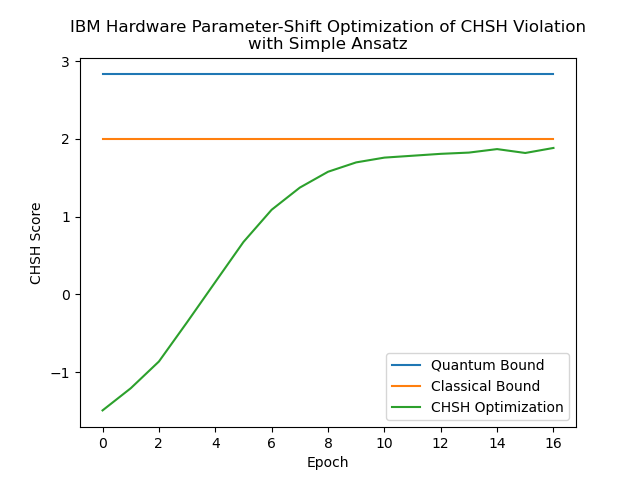 IBM Hardware Parameter-Shift Optimization of CHSH Violation
with Simple Ansatz
3
2
1
0
−1
CHSH Score
0 2 4 6 8 10 12 14 16
Epoch
Quantum Bound
Classical Bound
CHSH Optimization